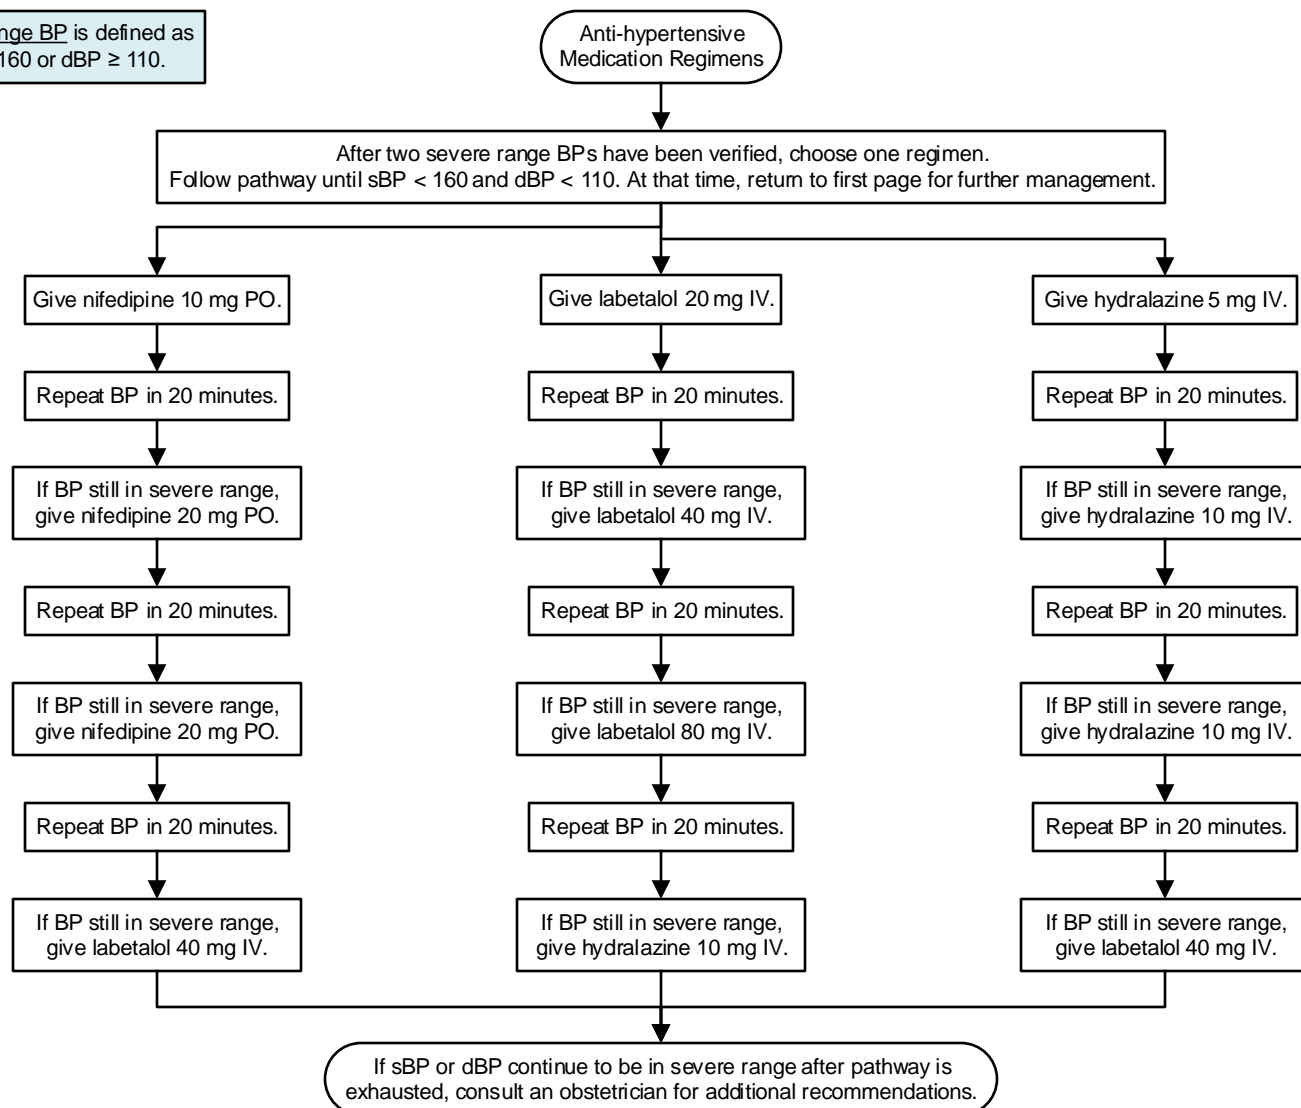 nge BP is defined as
160 or dBP ≥ 110.
Anti-hypertensive
Medication Regimens
After two severe range BPs have been verified, choose one regimen.
Follow pathway until sBP < 160 and dBP < 110. At that time, return to first page for further management.
Give nifedipine 10 mg PO.
Repeat BP in 20 minutes.
If BP still in severe range,
give nifedipine 20 mg PO.
Repeat BP in 20 minutes.
If BP still in severe range,
give nifedipine 20 mg PO.
Repeat BP in 20 minutes.
If BP still in severe range,
give labetalol 40 mg IV.
Give labetalol 20 mg IV.
Repeat BP in 20 minutes.
If BP still in severe range,
give labetalol 40 mg IV.
Repeat BP in 20 minutes.
If BP still in severe range,
give labetalol 80 mg IV.
Repeat BP in 20 minutes.
If BP still in severe range,
give hydralazine 10 mg IV.
Give hydralazine 5 mg IV.
Repeat BP in 20 minutes.
If BP still in severe range,
give hydralazine 10 mg IV.
Repeat BP in 20 minutes.
If BP still in severe range,
give hydralazine 10 mg IV.
Repeat BP in 20 minutes.
If BP still in severe range,
give labetalol 40 mg IV.
If sBP or dBP continue to be in severe range after pathway is
exhausted, consult an obstetrician for additional recommendations.